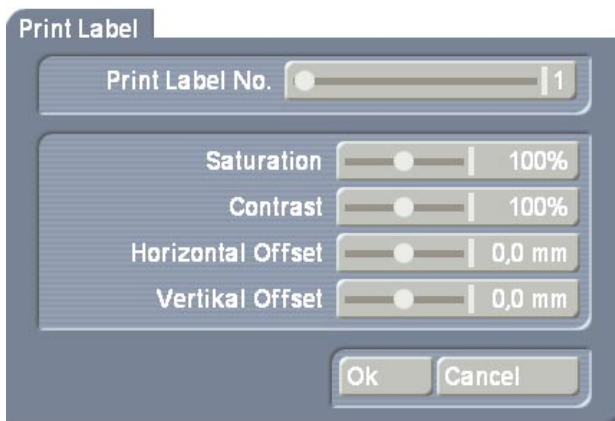 Print Label
Print Label No. 1
Saturation 100%
Contrast 100%
Horizontal Offset 0,0 mm
Vertikal Offset 0,0 mm
Ok Cancel